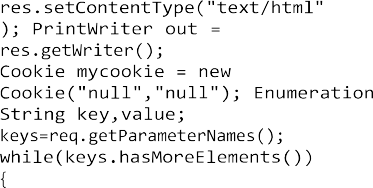 res.setContentType("text/html"
); PrintWriter out =
res.getWriter();
Cookie mycookie = new
Cookie("null","null"); Enumeration
String key,value;
keys=req.getParameterNames();
while(keys.hasMoreElements())
{